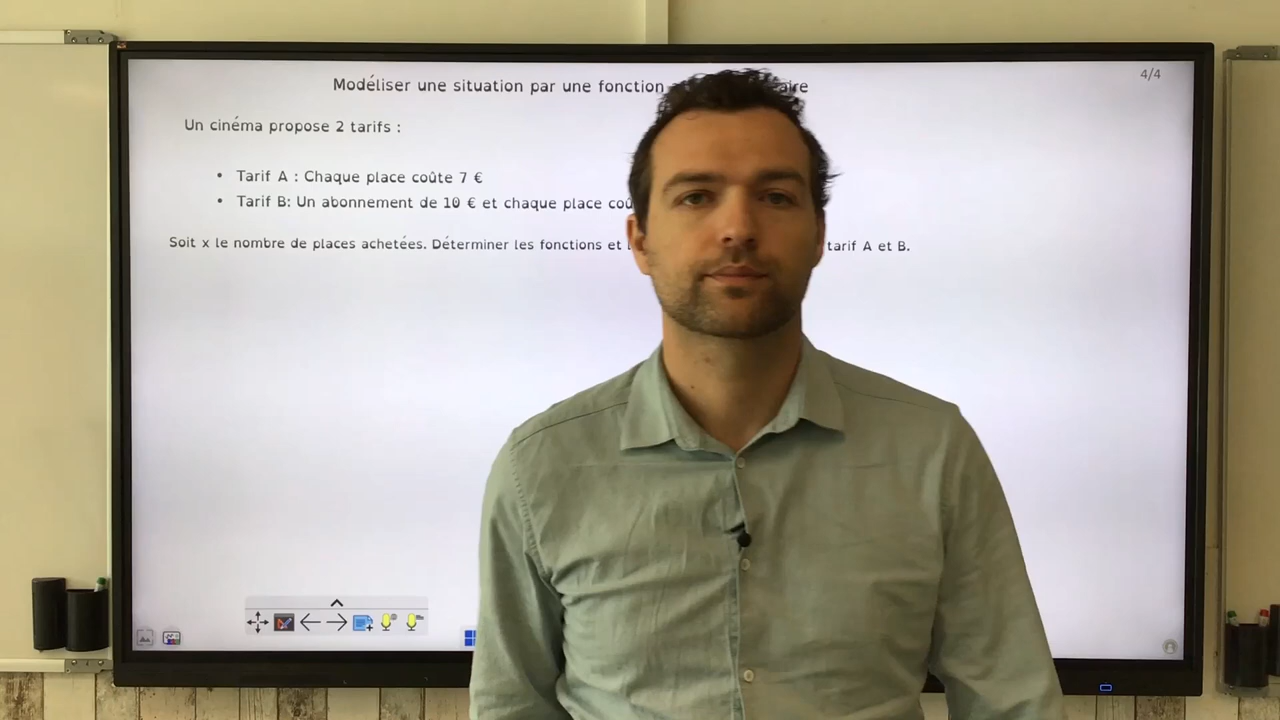 Modéliser une situation par une fonction
4/4
Un cinéma propose 2 tarifs :
• Tarif A : Chaque place coûte 7 €
• Tarif B: Un abonnement de 10 € et chaque place
Soit x le nombre de places achetées. Déterminer les fonctions et tarif A et B.